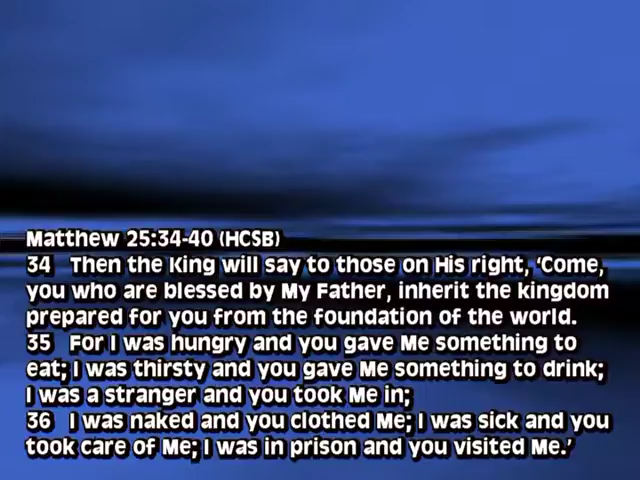 Matthew 25:34-40 (HCSB)
34 Then the King will say to those on His right, ‘Come,
you who are blessed by My Father, inherit the kingdom
prepared for you from the foundation of the world.
35 For I was hungry and you gave Me something to
eat; I was thirsty and you gave Me something to drink;
I was a stranger and you took Me in;
36 I was naked and you clothed Me; I was sick and you
took care of Me; I was in prison and you visited Me.’